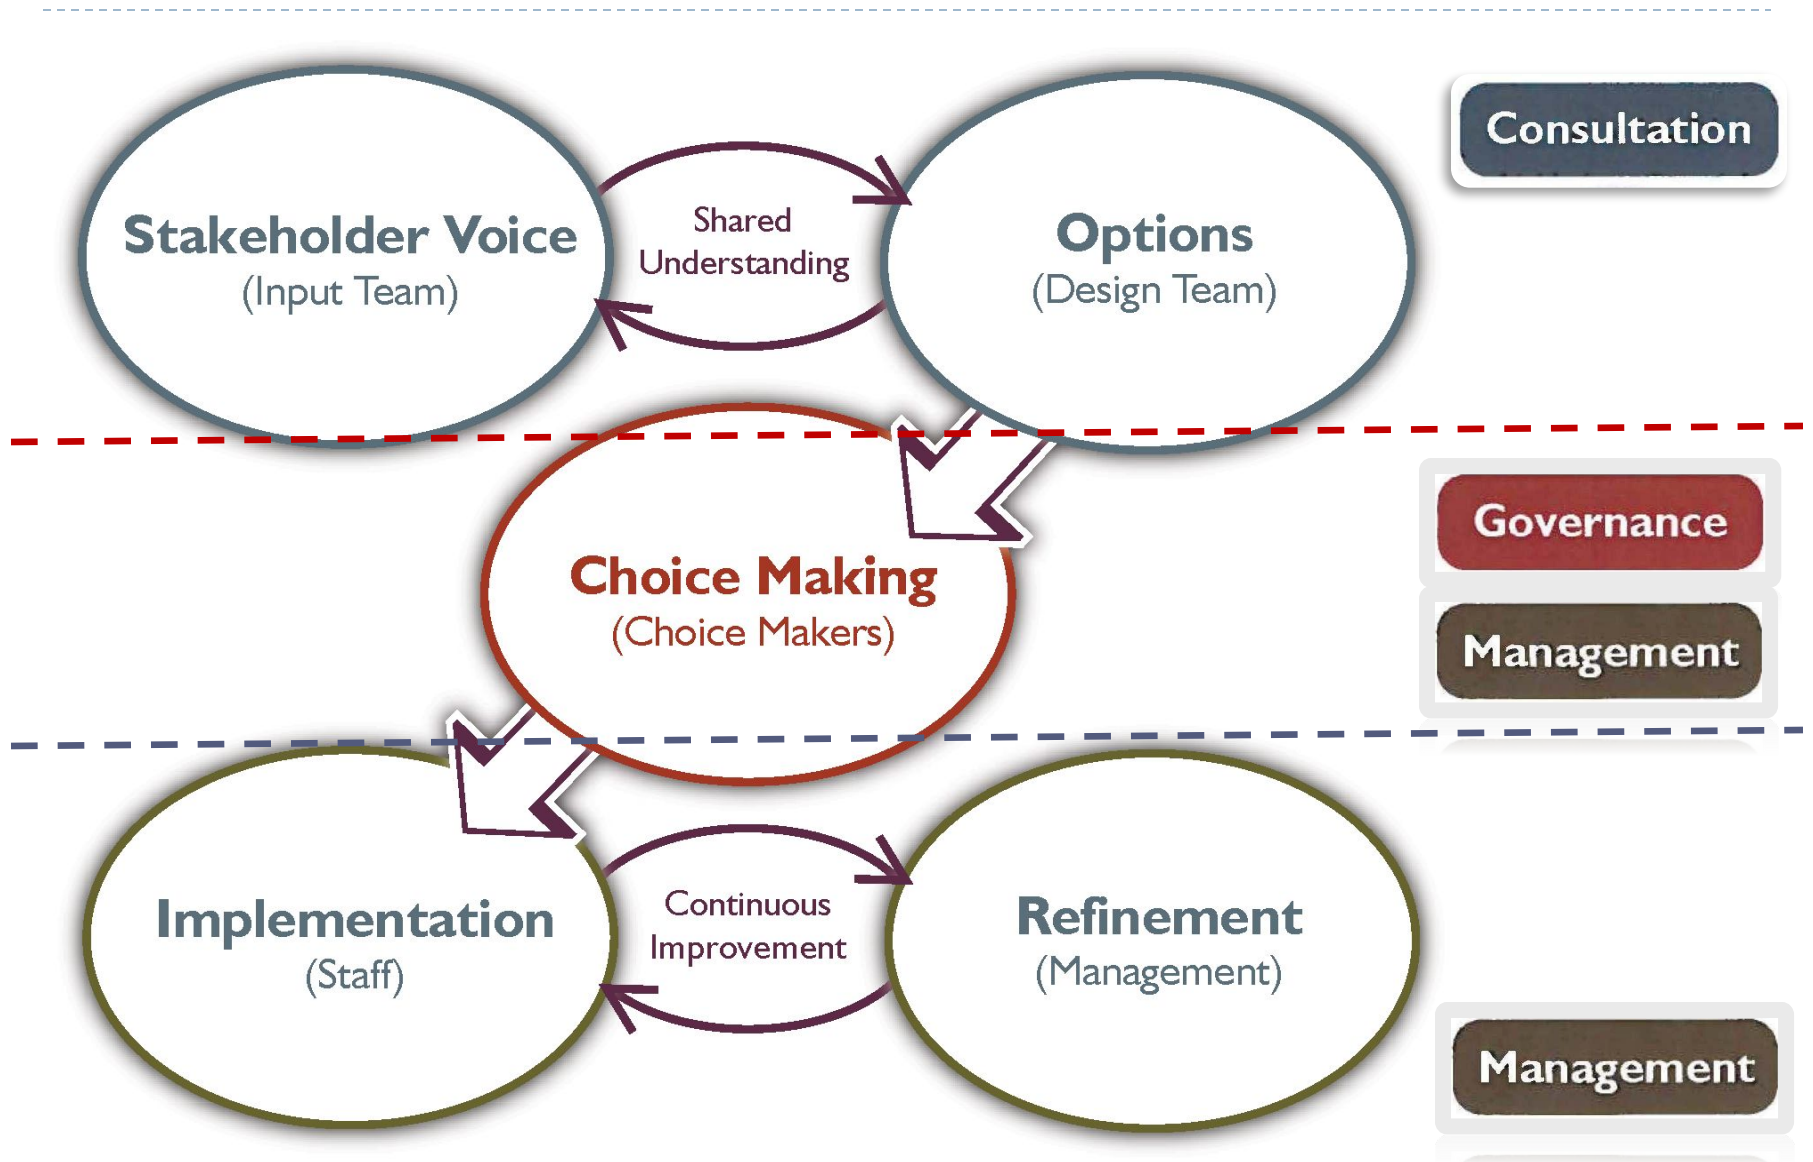 Consultation
Stakeholder Voice
(Input Team)
Shared
Understanding
Options
(Design Team)
Governance
Choice Making
(Choice Makers)
Management
Implementation
(Staff)
Continuous
Improvement
Refinement
(Management)
Management